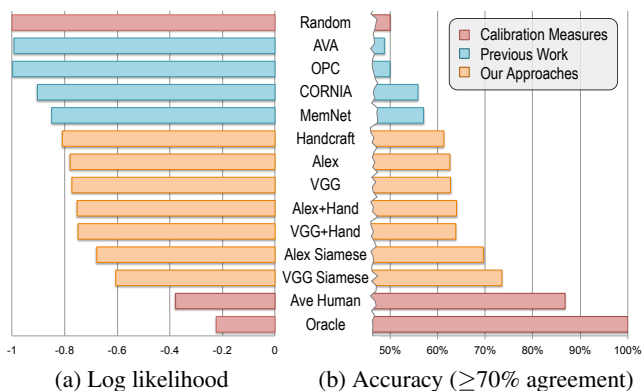 Random
AVA
OPC
CORNIA
MemNet
Handcraft
Alex
VGG
Alex+Hand
VGG+Hand
Alex Siamese
VGG Siamese
Ave Human
Oracle
Calibration Measures
Previous Work
Our Approaches
-1 -0.8 -0.6 -0.4 -0.2 0
50% 60% 70% 80% 90% 100%
(a) Log likelihood
(b) Accuracy (≥70% agreement)